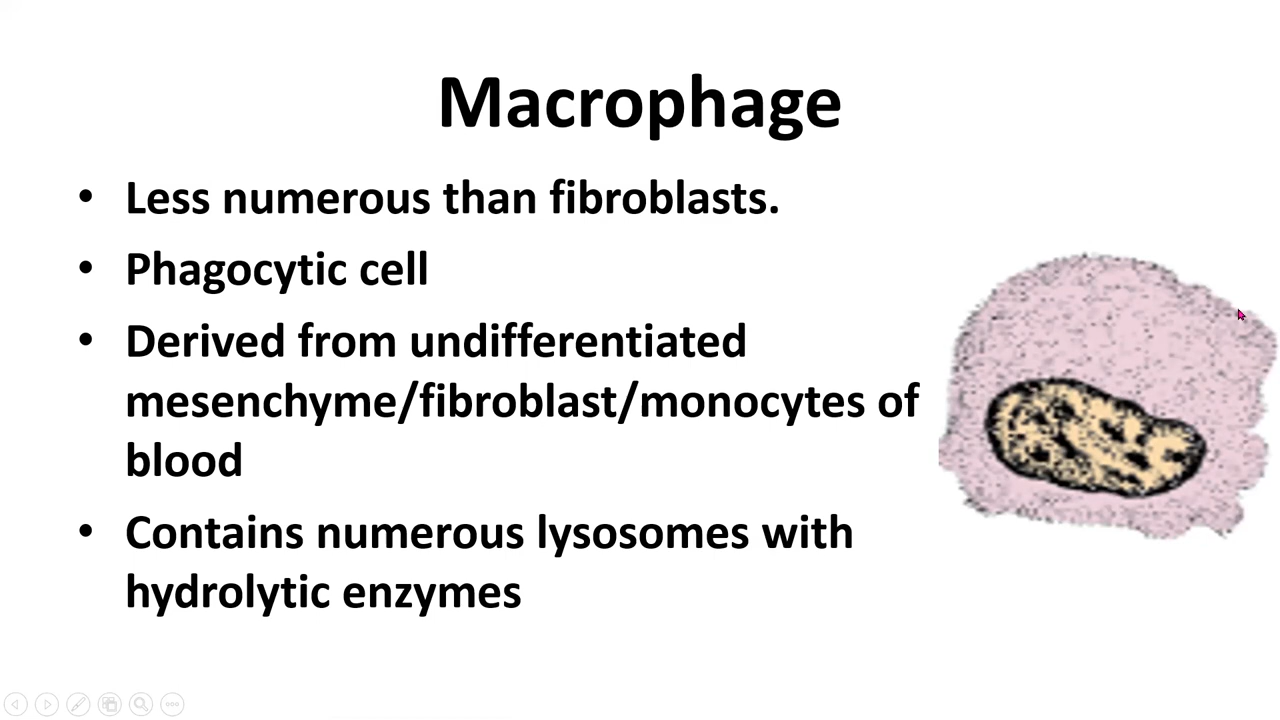 Macrophage
• Less numerous than fibroblasts.
• Phagocytic cell
• Derived from undifferentiated
mesenchyme/fibroblast/monocytes of
blood
• Contains numerous lysosomes with
hydrolytic enzymes